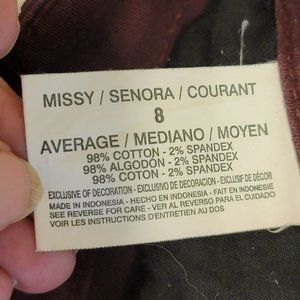 MISSY / SENORA / COURANT
8
AVERAGE / MEDIANO / MOYEN
98% COTTON - 2% SPANDEX
98% ALGODON - 2% SPANDEX
98% COTON - 2% SPANDEX
EXCLUSIVE OF DECORATION - EXCLUSIVO DE DECORACION - EXCLUSIF DE DÉCOR
MADE IN INDONESIA - HECHO EN INDONESIA - FAIT EN INDONESIE
SEE REVERSE FOR CARE - VER AL REVERSO PARA EL CUIDADO
VOIR LES INSTRUCTIONS D'ENTRETIEN AU DOS